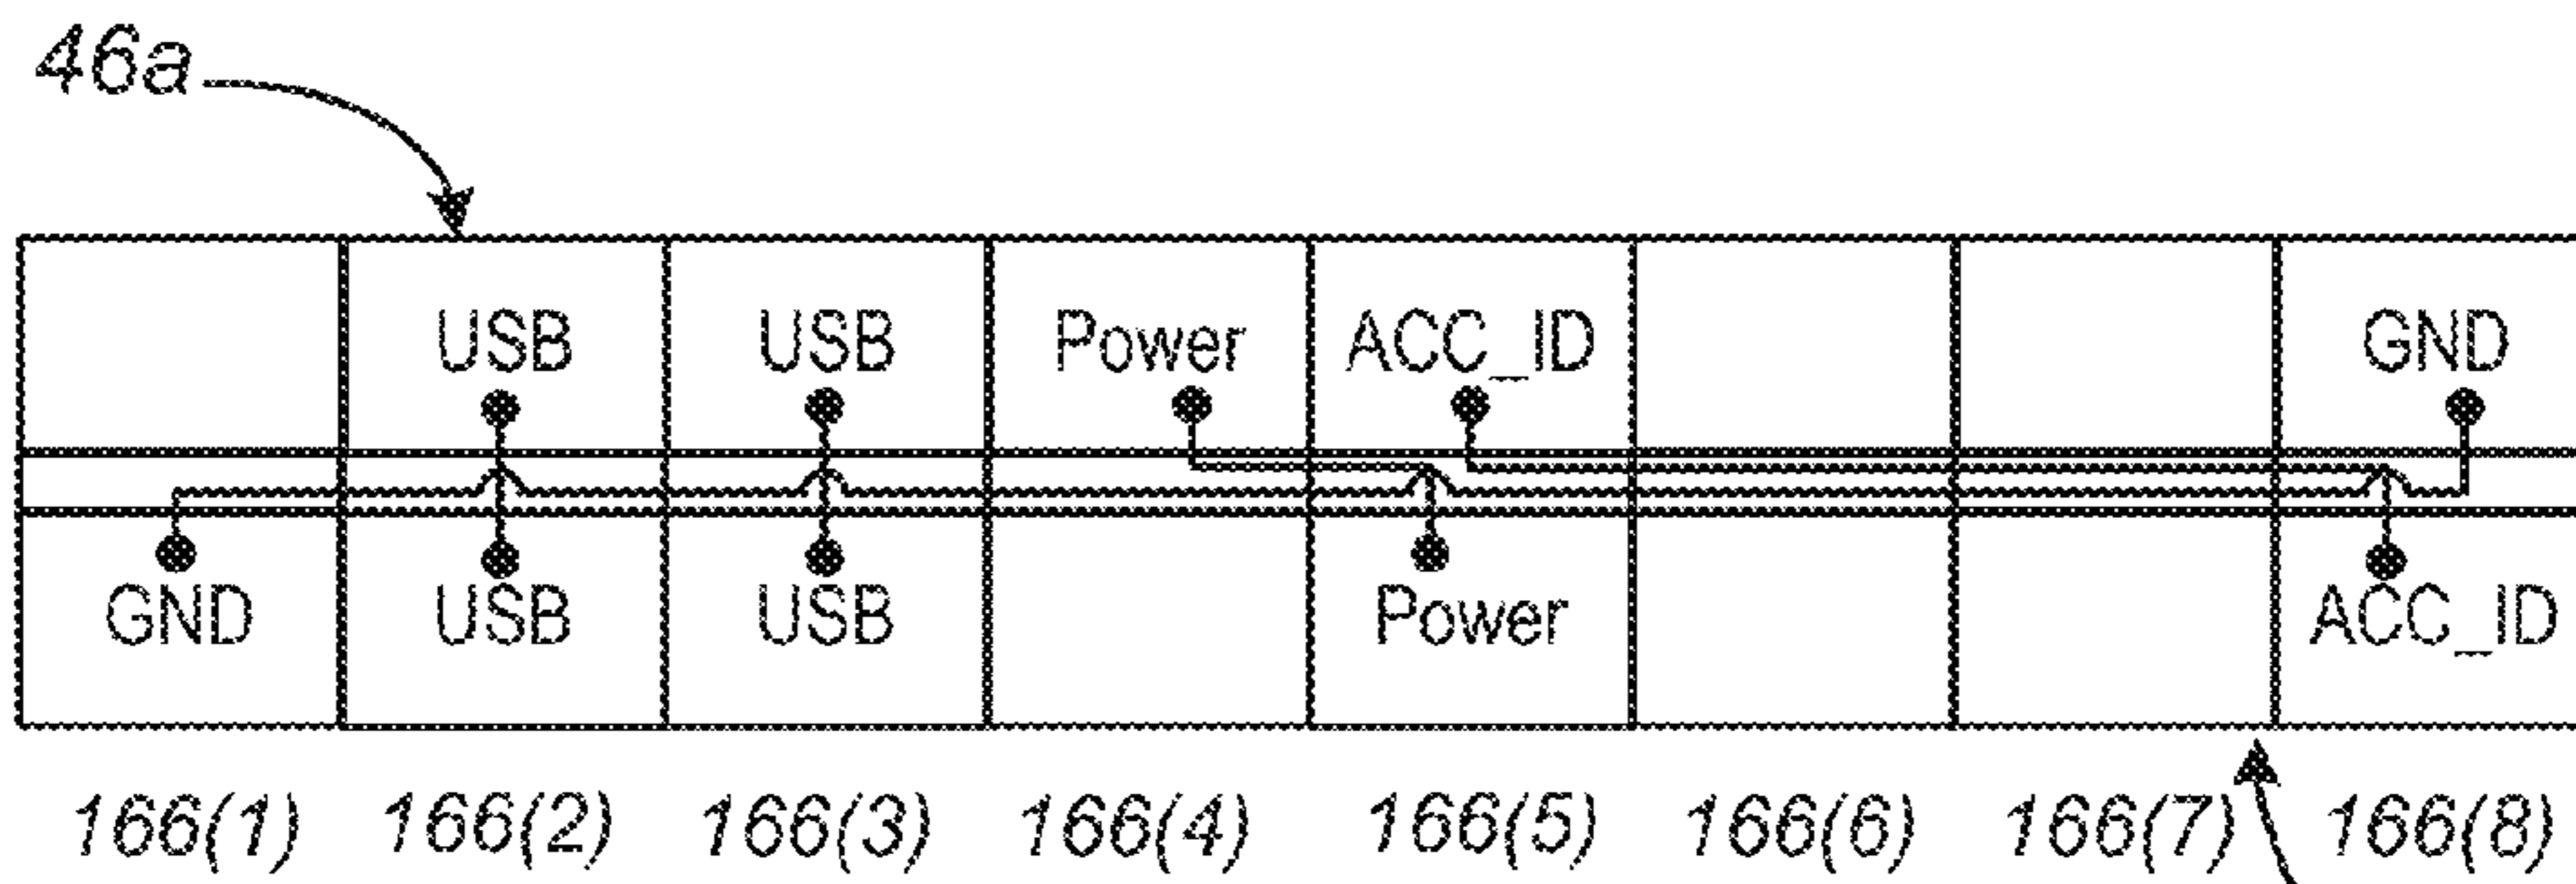 46a
USB USB Power ACC_ID GND
GND USB USB Power ACC_ID
166(1) 166(2) 166(3) 166(4) 166(5) 166(6) 166(7) 166(8)